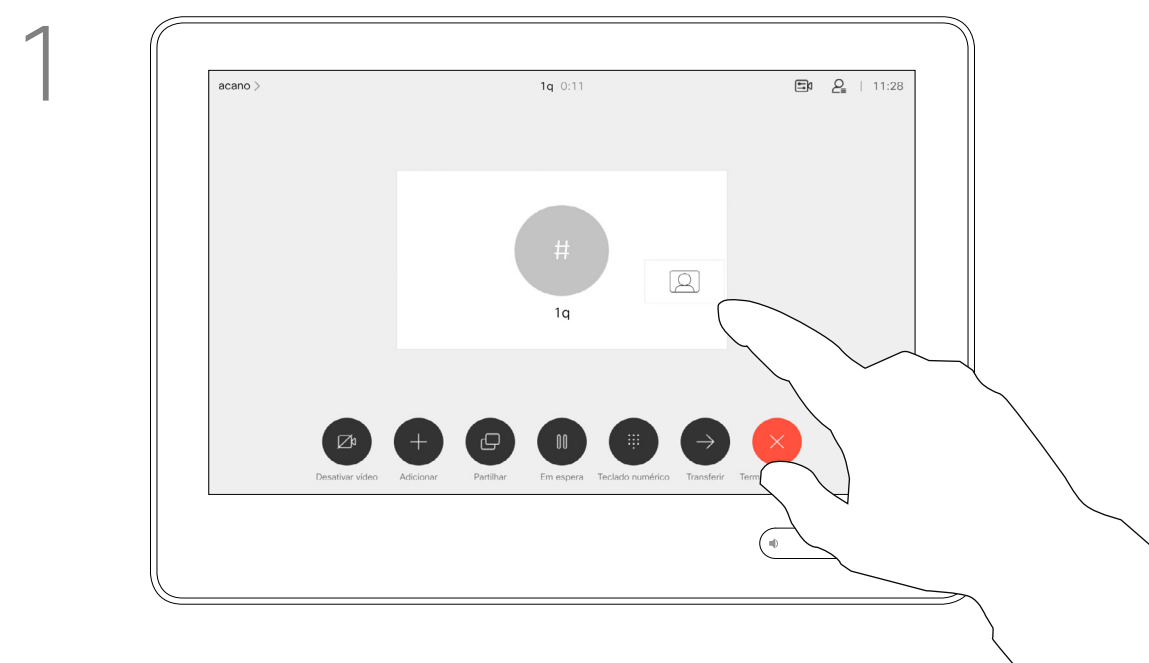 1
acano >
1q 0:11
11:28
#
1q
Desativar vídeo Adicionar Partilhar Em espera Teclado numérico Transferir